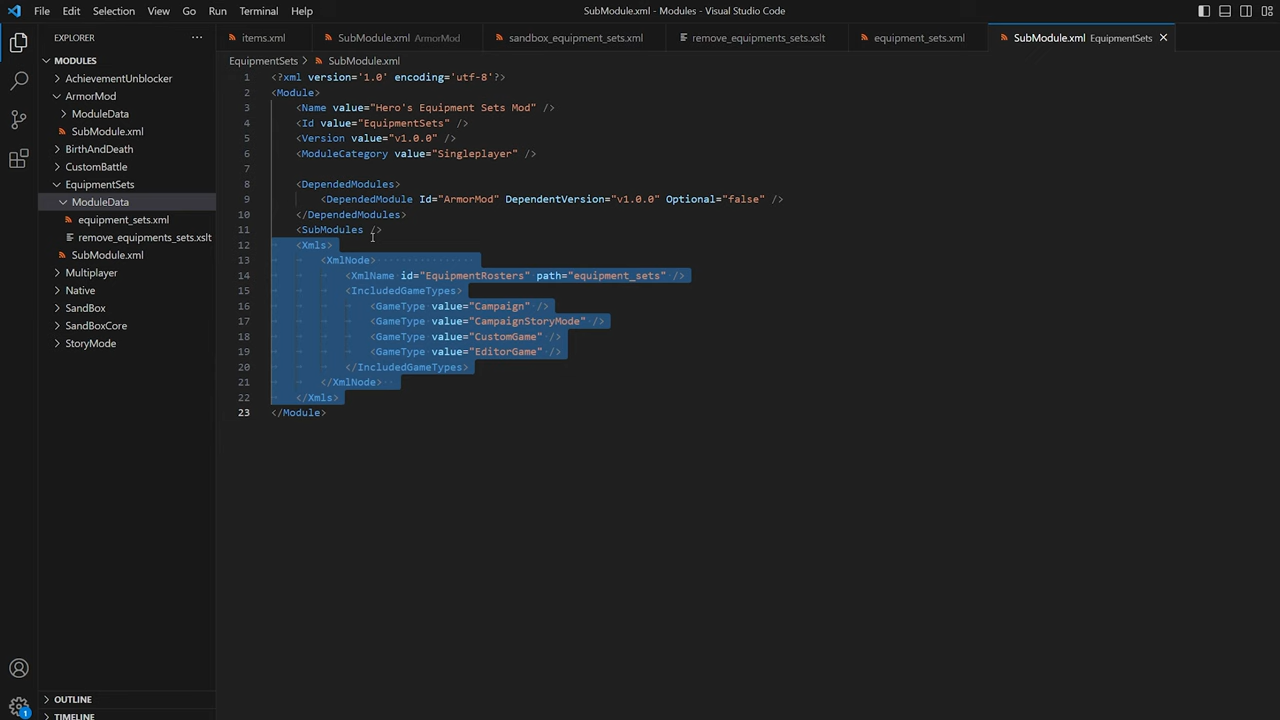 File Edit Selection View Go Run Terminal Help
SubModule.xml - Modules - Visual Studio Code
EXPLORER
MODULES
AchievementUnblocker
ArmorMod
ModuleData
SubModule.xml
BirthAndDeath
CustomBattle
EquipmentSets
ModuleData
equipment_sets.xml
remove_equipments_sets.xslt
SubModule.xml
Multiplayer
Native
SandBox
SandBoxCore
StoryMode
OUTLINE
TIMELINE
1
items.xml SubModule.xml ArmorMod sandbox_equipment_sets.xml remove_equipments_sets.xslt equipment_sets.xml SubModule.xml EquipmentSets
EquipmentSets > SubModule.xml
1 <?xml version='1.0' encoding='utf-8'?>
2 <Module>
3 <Name value="Hero's Equipment Sets Mod" />
4 <Id value="EquipmentSets" />
5 <Version value="v1.0.0" />
6 <ModuleCategory value="Singleplayer" />
7
8 <DependedModules>
9 <DependedModule Id="ArmorMod" DependentVersion="v1.0.0" Optional="false" />
10 </DependedModules>
11 <SubModules />
12 <Xmls>
13 <XmlNode>
14 <XmlName id="EquipmentRosters" path="equipment_sets" />
15 <IncludedGameTypes>
16 <GameType value="Campaign" />
17 <GameType value="CampaignStoryMode" />
18 <GameType value="CustomGame" />
19 <GameType value="EditorGame" />
20 </IncludedGameTypes>
21 </XmlNode>
22 </Xmls>
23 </Module>